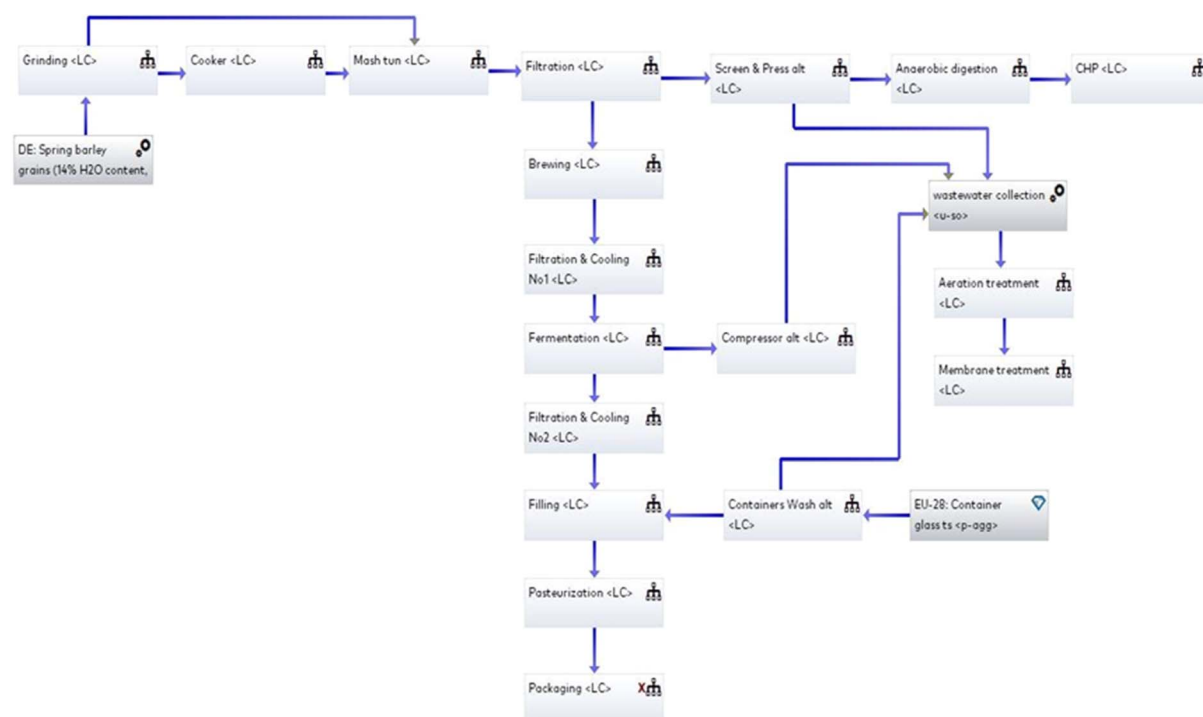 Grinding <LC>
Cooker <LC>
Mash tun <LC>
Filtration <LC>
Screen & Press alt
<LC>
Anaerobic digestion
<LC>
CHP <LC>
DE: Spring barley
grains (14% H2O content,
Brewing <LC>
wastewater collection
<u-so>
Filtration & Cooling
No1 <LC>
Aeration treatment
<LC>
Fermentation <LC>
Compressor alt <LC>
Membrane treatment
<LC>
Filtration & Cooling
No2 <LC>
Filling <LC>
Containers Wash alt
<LC>
EU-28: Container
glass ts <p-agg>
Pasteurization <LC>
Packaging <LC>
X